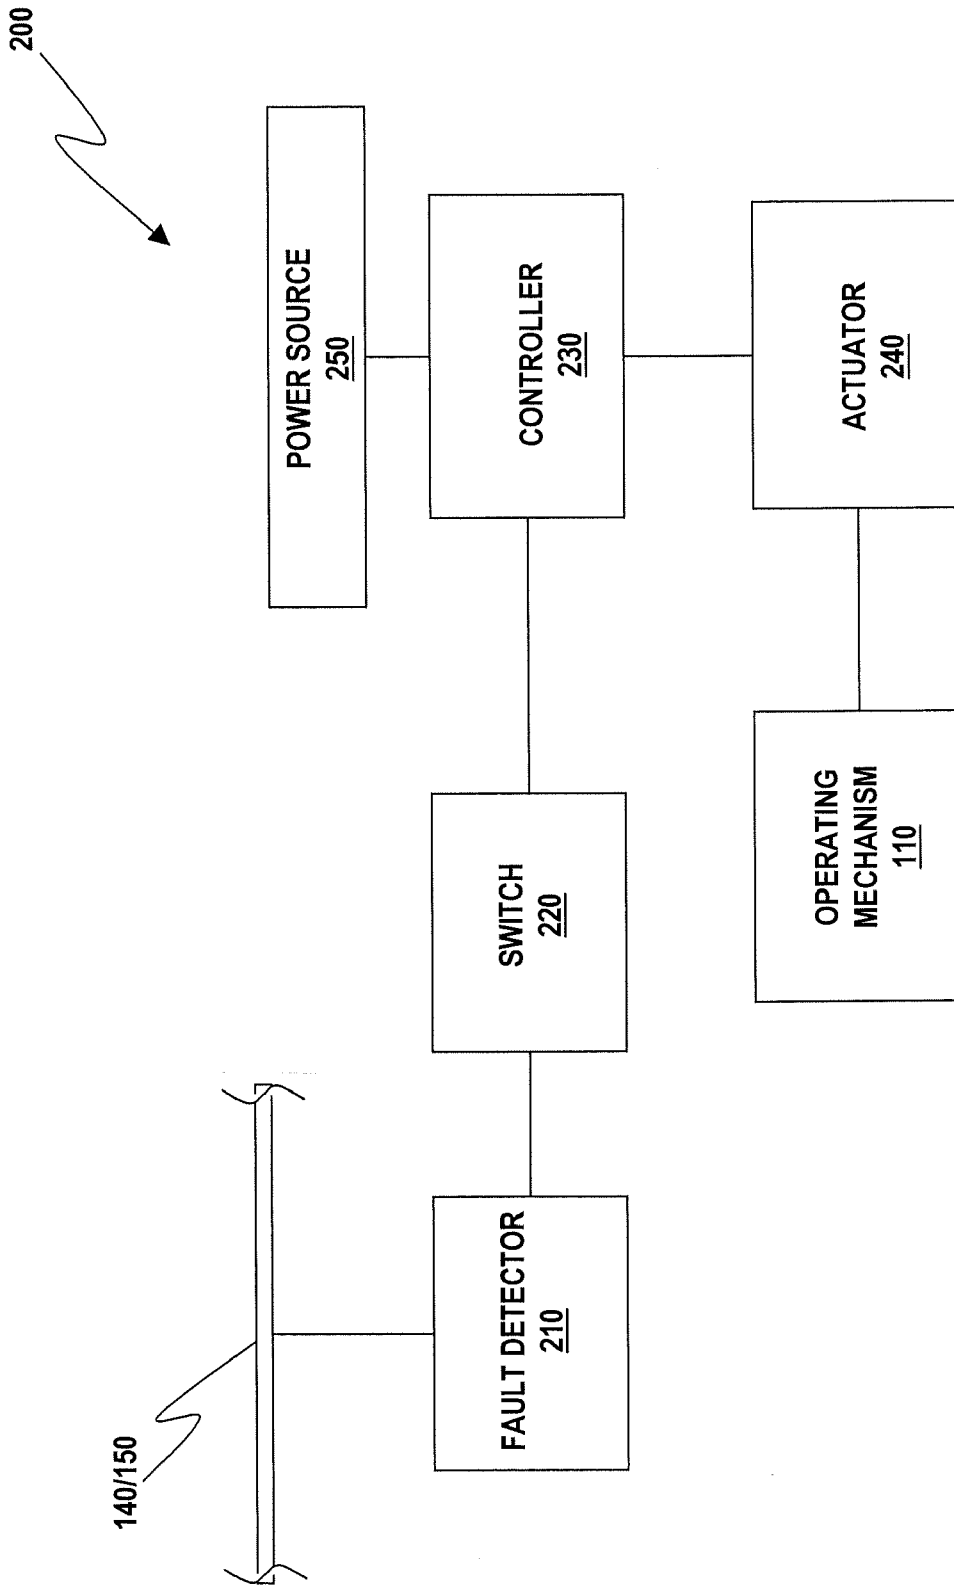 200
140/150
POWER SOURCE
250
FAULT DETECTOR
210
SWITCH
220
CONTROLLER
230
OPERATING
MECHANISM
110
ACTUATOR
240